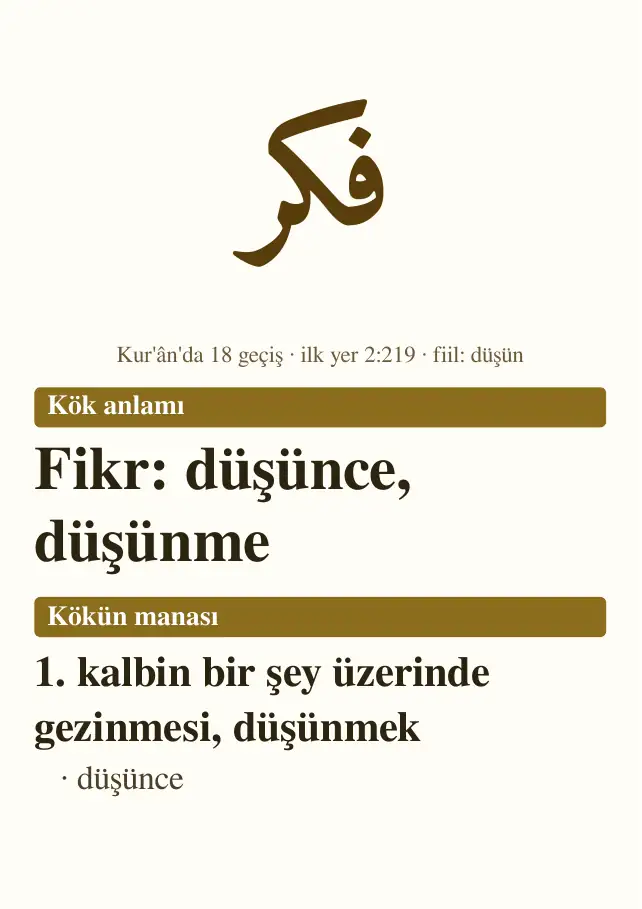 فكر
Kur'ân'da 18 geçiş · ilk yer 2:219 · fiil: düşün
Kök anlamı
Fikr: düşünce,
düşünme
Kökün manası
1. kalbin bir şey üzerinde
gezinmesi, düşünmek
· düşünce